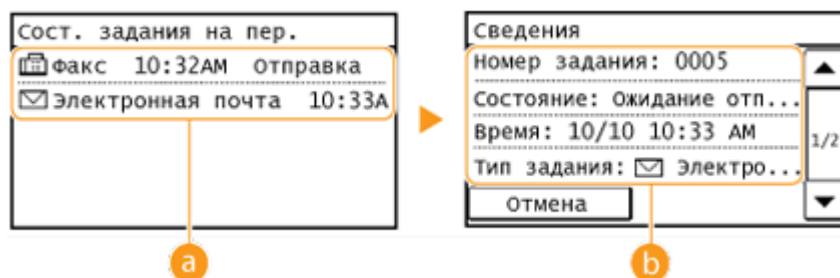 Сост. задания на пер.
Факс 10:32AM Отправка
Электронная почта 10:33A
a
Сведения
Номер задания: 0005
Состояние: Ожидание отп...
Время: 10/10 10:33 AM
Тип задания: Электро...
1/2
Отмена
b